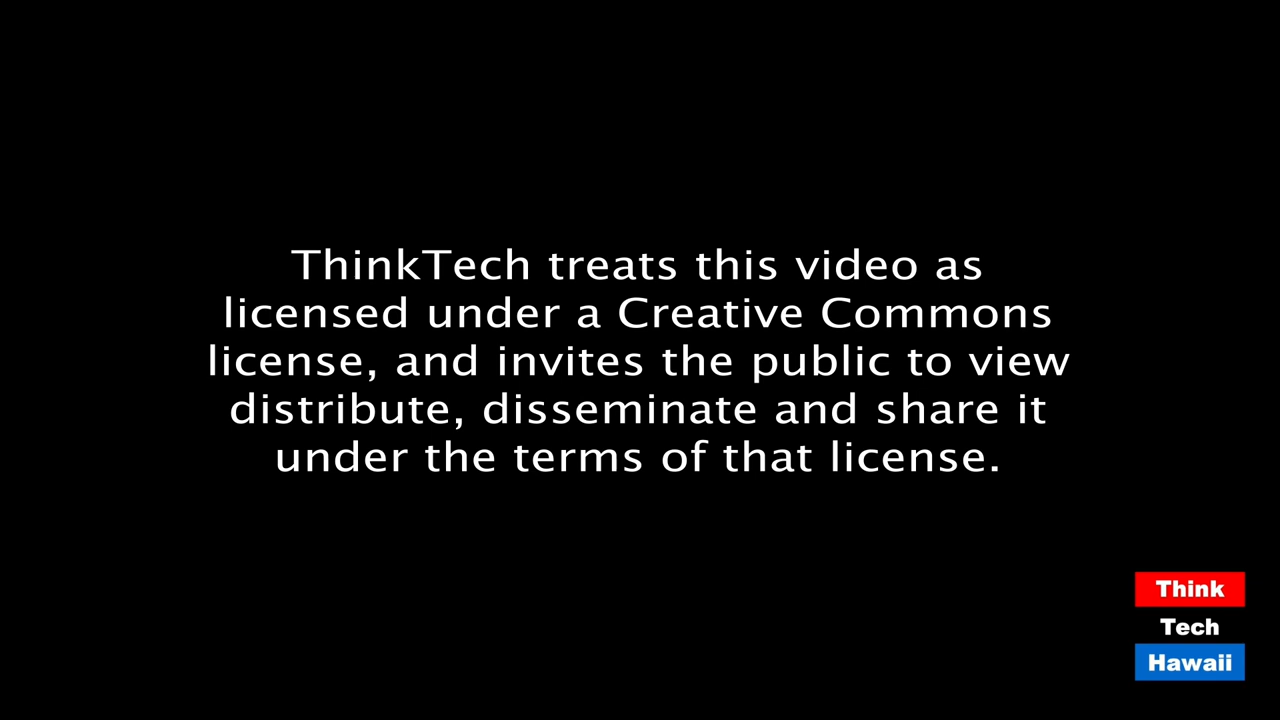 ThinkTech treats this video as
licensed under a Creative Commons
license, and invites the public to view
distribute, disseminate and share it
under the terms of that license.
Think
Tech
Hawaii